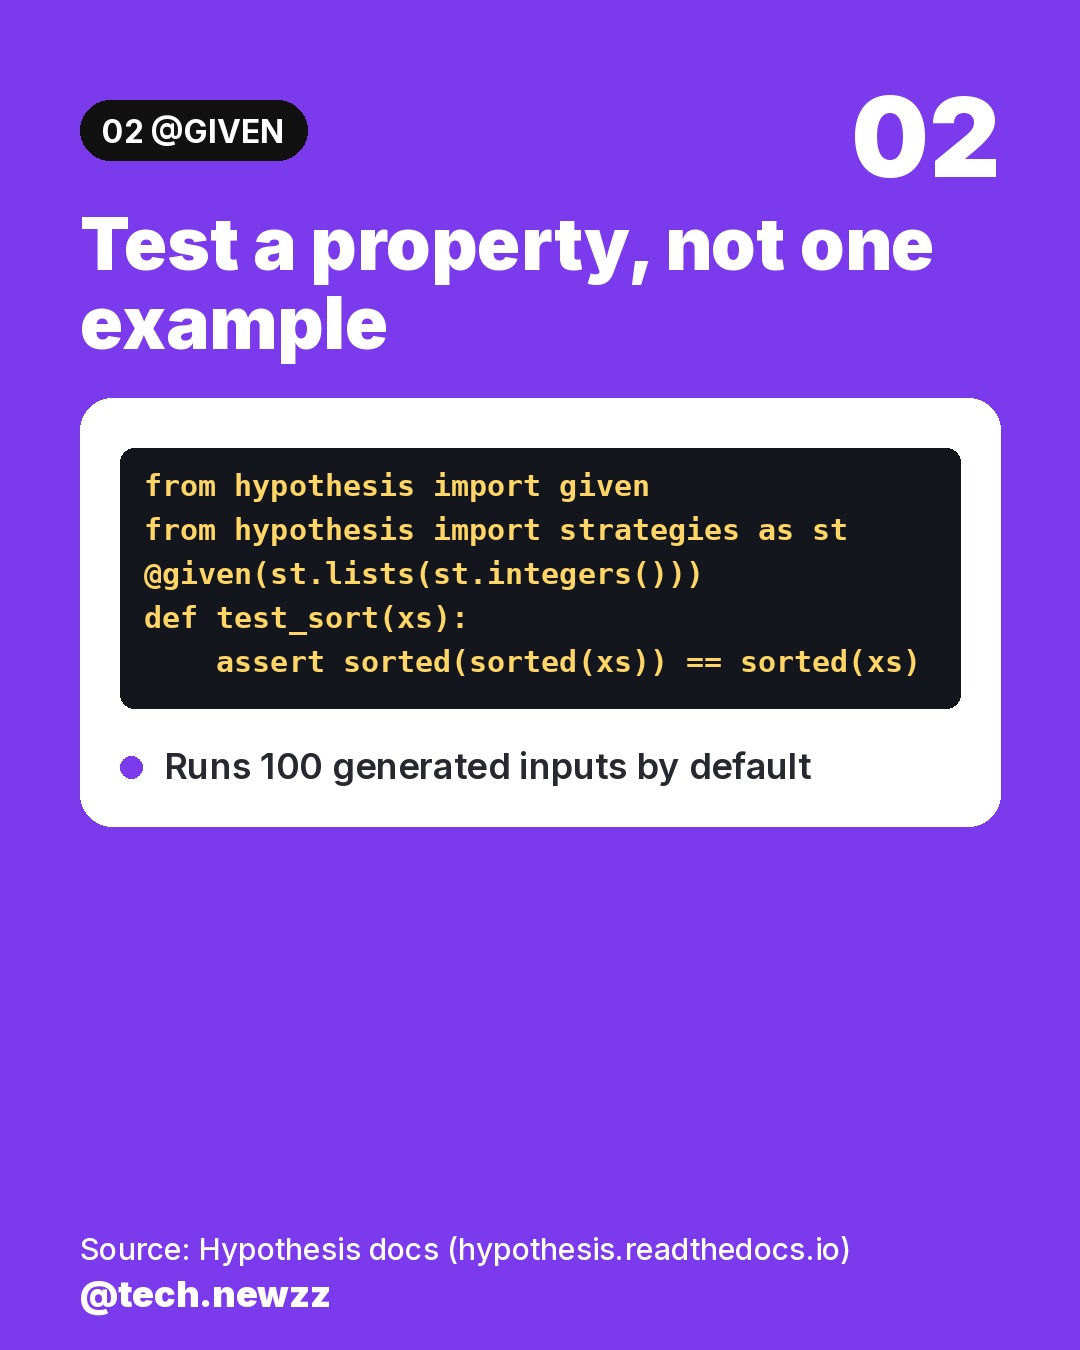 02 @GIVEN
02
Test a property, not one
example
from hypothesis import given
from hypothesis import strategies as st
@given(st.lists(st.integers()))
def test_sort(xs):
    assert sorted(sorted(xs)) == sorted(xs)
Runs 100 generated inputs by default
Source: Hypothesis docs (hypothesis.readthedocs.io)
@tech.newzz